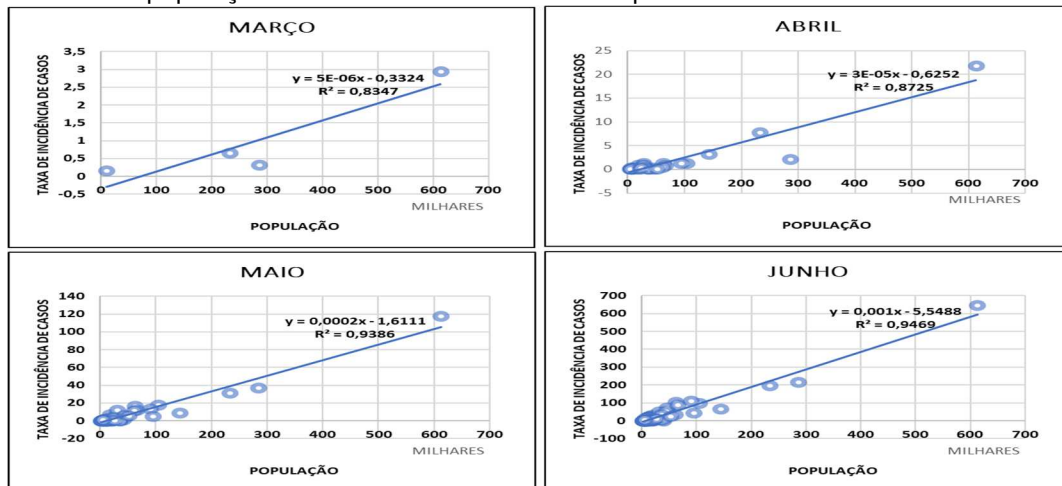 MARÇO
TAXA DE INCIDÊNCIA DE CASOS
3,5
3
2,5
2
1,5
1
0,5
0
-0,5
y = 5E-06x - 0,3324
R² = 0,8347
0 100 200 300 400 500 600 700
MILHARES
POPULAÇÃO
ABRIL
TAXA DE INCIDÊNCIA DE CASOS
25
20
15
10
5
0
-5
y = 3E-05x - 0,6252
R² = 0,8725
0 100 200 300 400 500 600 700
MILHARES
POPULAÇÃO
MAIO
TAXA DE INCIDÊNCIA DE CASOS
140
120
100
80
60
40
20
0
-20
y = 0,0002x - 1,6111
R² = 0,9386
0 100 200 300 400 500 600 700
MILHARES
POPULAÇÃO
JUNHO
TAXA DE INCIDÊNCIA DE CASOS
700
600
500
400
300
200
100
0
-100
y = 0,001x - 5,5488
R² = 0,9469
0 100 200 300 400 500 600 700
MILHARES
POPULAÇÃO